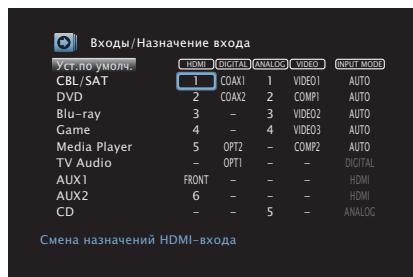 Входы/Назначение входа
Уст.по умолч. HDMI DIGITAL ANALOG VIDEO INPUT MODE
CBL/SAT 1 COAX1 1 VIDEO1 AUTO
DVD 2 COAX2 2 COMP1 AUTO
Blu-ray 3 – 3 VIDEO2 AUTO
Game 4 – 4 VIDEO3 AUTO
Media Player 5 OPT2 – COMP2 AUTO
TV Audio – OPT1 – – DIGITAL
AUX1 FRONT – – – HDMI
AUX2 6 – – – HDMI
CD – – 5 – ANALOG
Смена назначений HDMI-входа